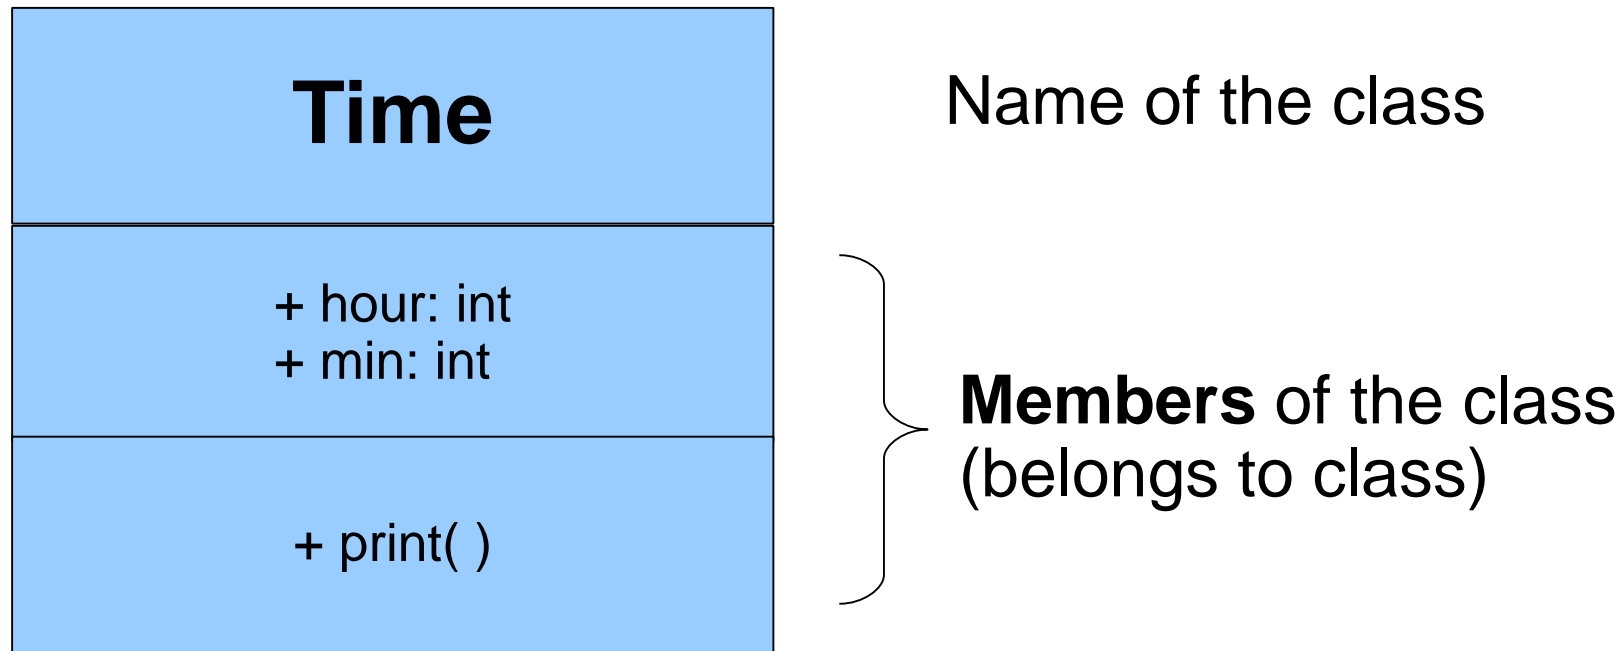 Time
Name of the class
+ hour: int
+ min: int
Members of the class
(belongs to class)
+ print( )